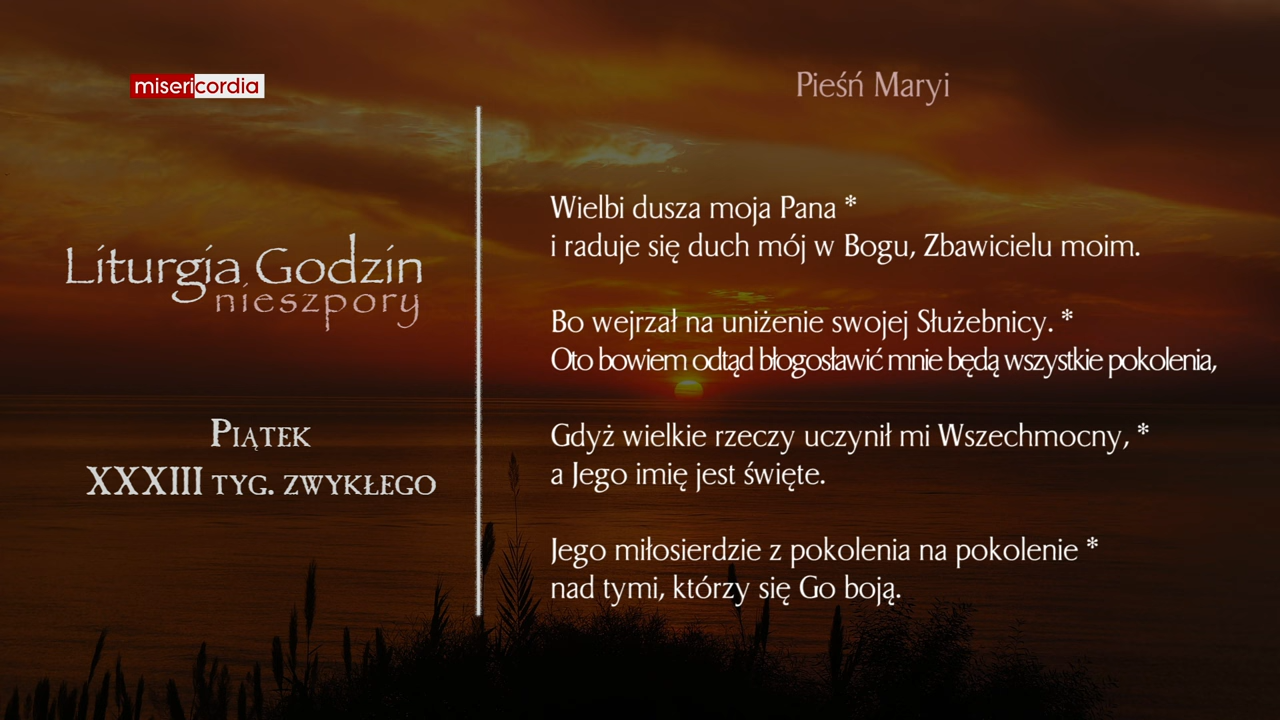 misericordia
Liturgia Godzin
nieszpory
Piątek
XXXIII tyg. zwykłego
Pieśń Maryi
Wielbi dusza moja Pana *
i raduje się duch mój w Bogu, Zbawicielu moim.
Bo wejrzał na uniżenie swojej Służebnicy. *
Oto bowiem odtąd błogosławić mnie będą wszystkie pokolenia,
Gdyż wielkie rzeczy uczynił mi Wszechmocny, *
a Jego imię jest święte.
Jego miłosierdzie z pokolenia na pokolenie *
nad tymi, którzy się Go boją.